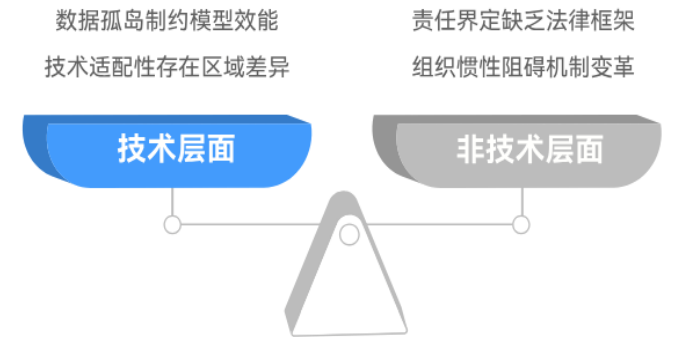 数据孤岛制约模型效能
技术适配性存在区域差异
技术层面
责任界定缺乏法律框架
组织惯性阻碍机制变革
非技术层面